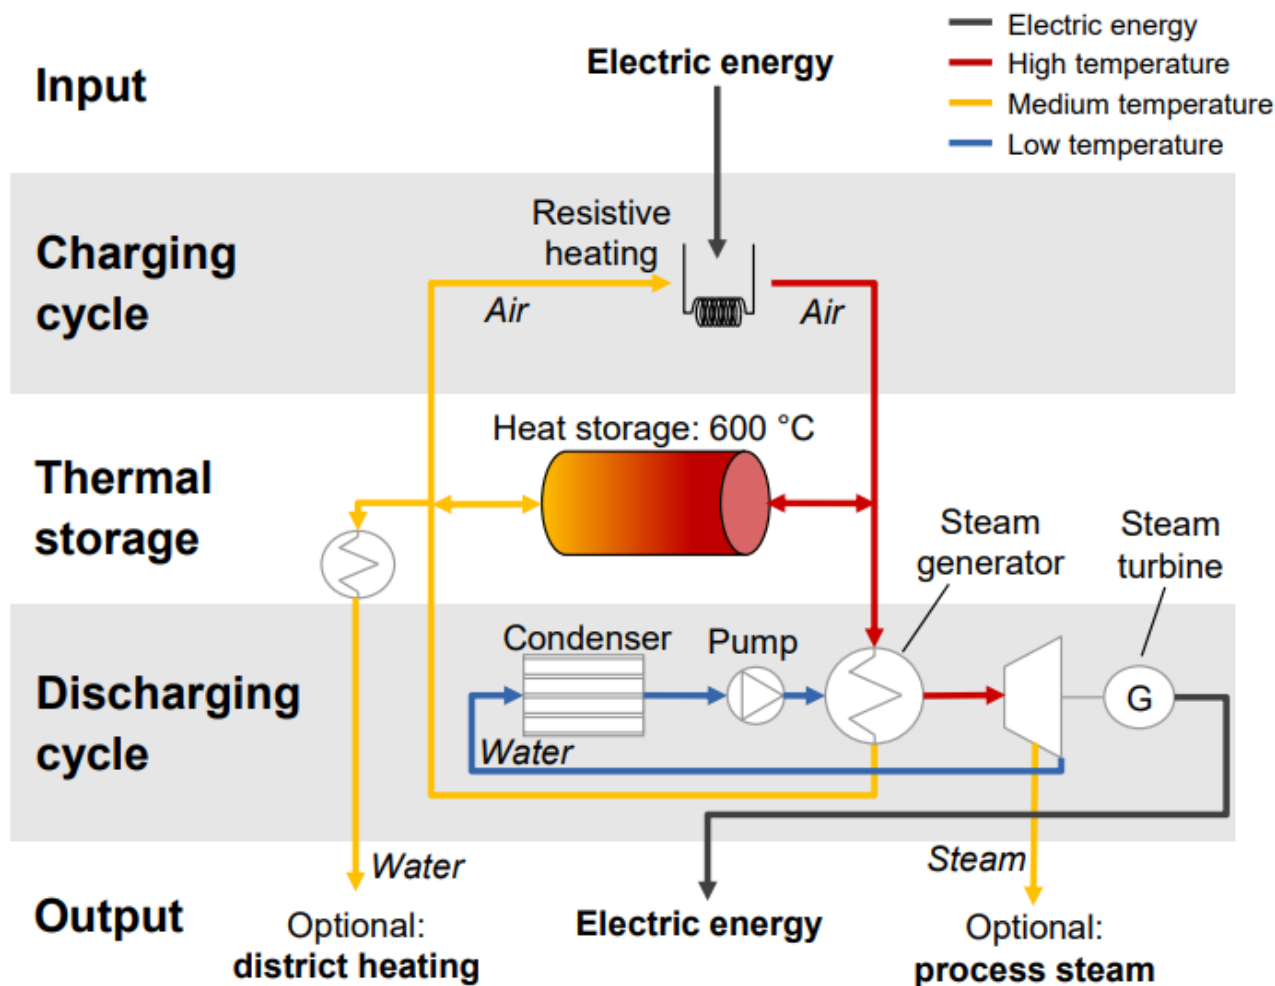 Electric energy
High temperature
Medium temperature
Low temperature
Input
Electric energy
Charging
cycle
Resistive
heating
Air
Air
Thermal
storage
Heat storage: 600 °C
Steam
generator
Steam
turbine
Discharging
cycle
Condenser
Pump
G
Water
Output
Water
Optional:
district heating
Electric energy
Steam
Optional:
process steam